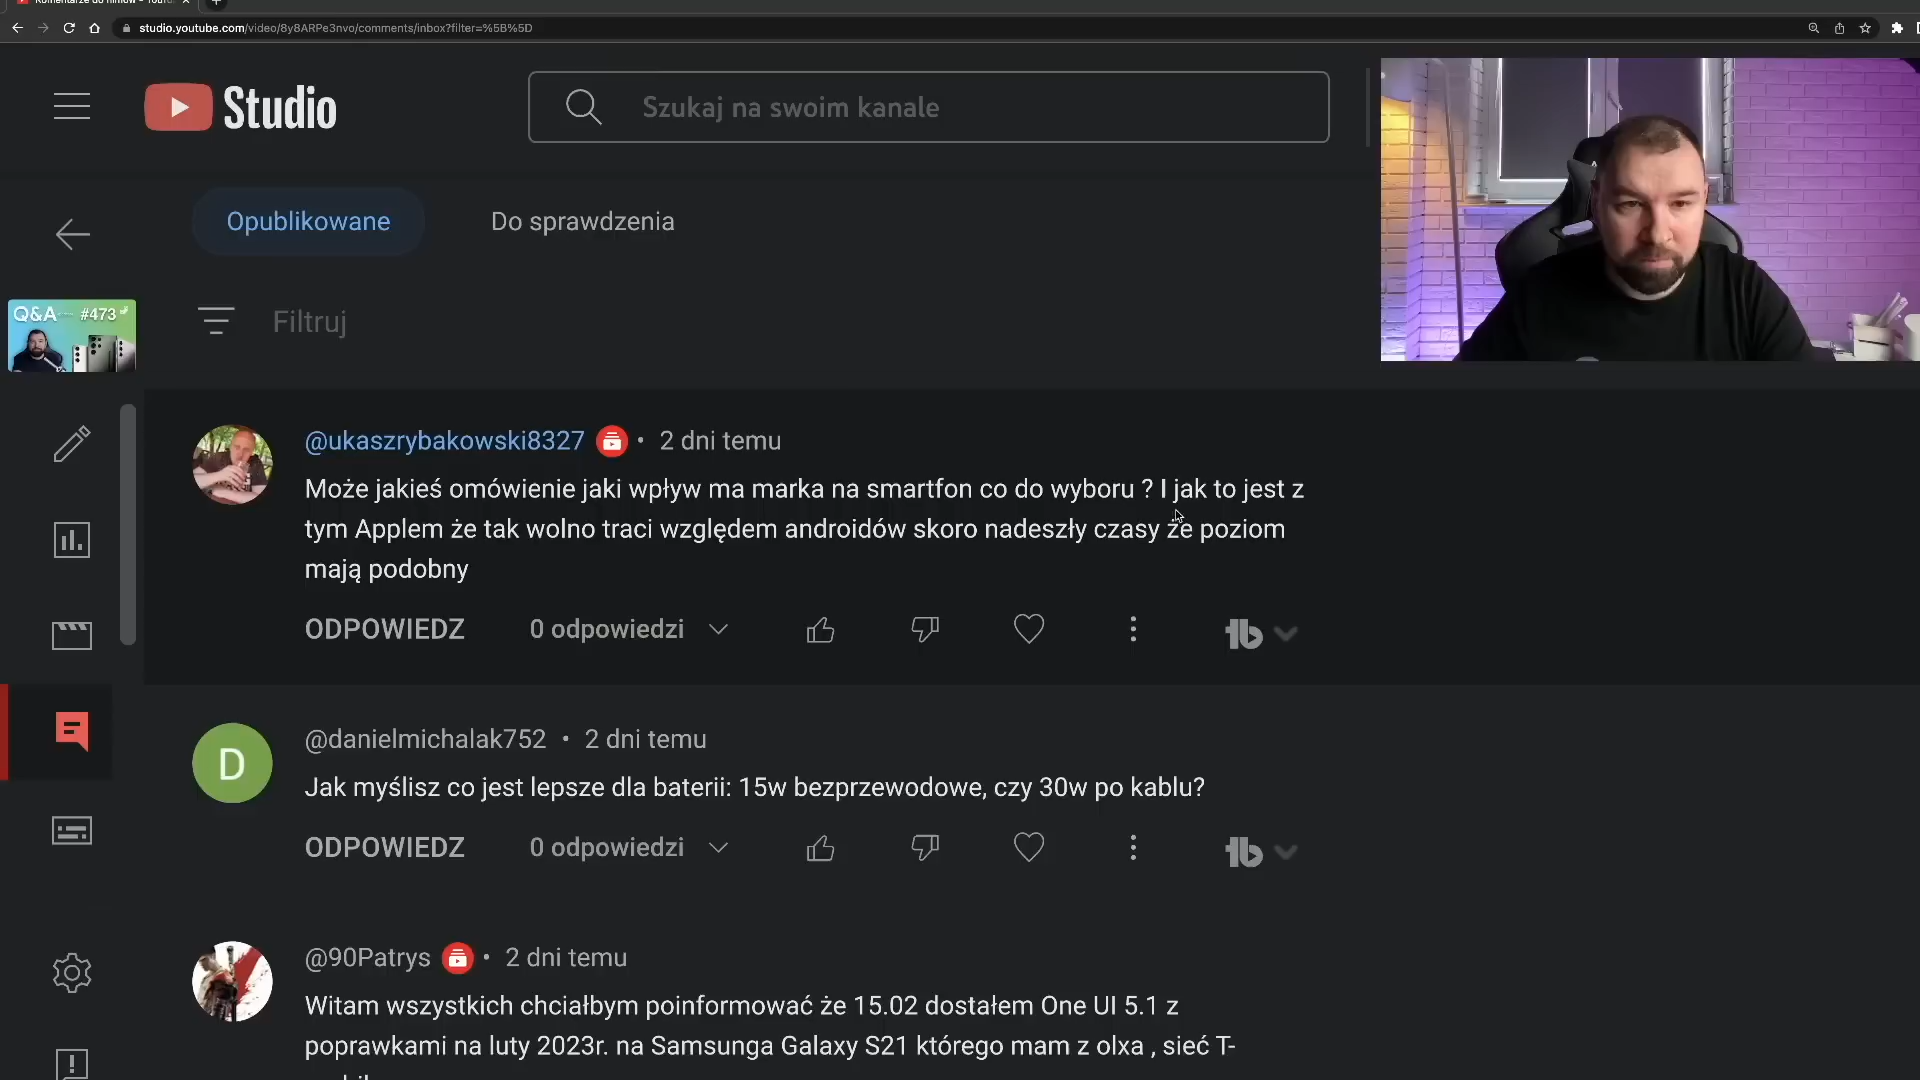 studio.youtube.com/video/8y8ARPe3nvo/comments/inbox?filter=%5B%5D
Studio
Szukaj na swoim kanale
Opublikowane
Do sprawdzenia
Filtruj
Q&A #473
@ukaszrybakowski8327 • 2 dni temu
Może jakieś omówienie jaki wpływ ma marka na smartfon co do wyboru ? I jak to jest z
tym Applem że tak wolno traci względem androidów skoro nadeszły czasy że poziom
mają podobny
ODPOWIEDZ
0 odpowiedzi
D
@danielmichalak752 • 2 dni temu
Jak myślisz co jest lepsze dla baterii: 15w bezprzewodowe, czy 30w po kablu?
ODPOWIEDZ
0 odpowiedzi
@90Patrys • 2 dni temu
Witam wszystkich chciałbym poinformować że 15.02 dostałem One UI 5.1 z
poprawkami na luty 2023r. na Samsunga Galaxy S21 którego mam z olxa , sieć T-